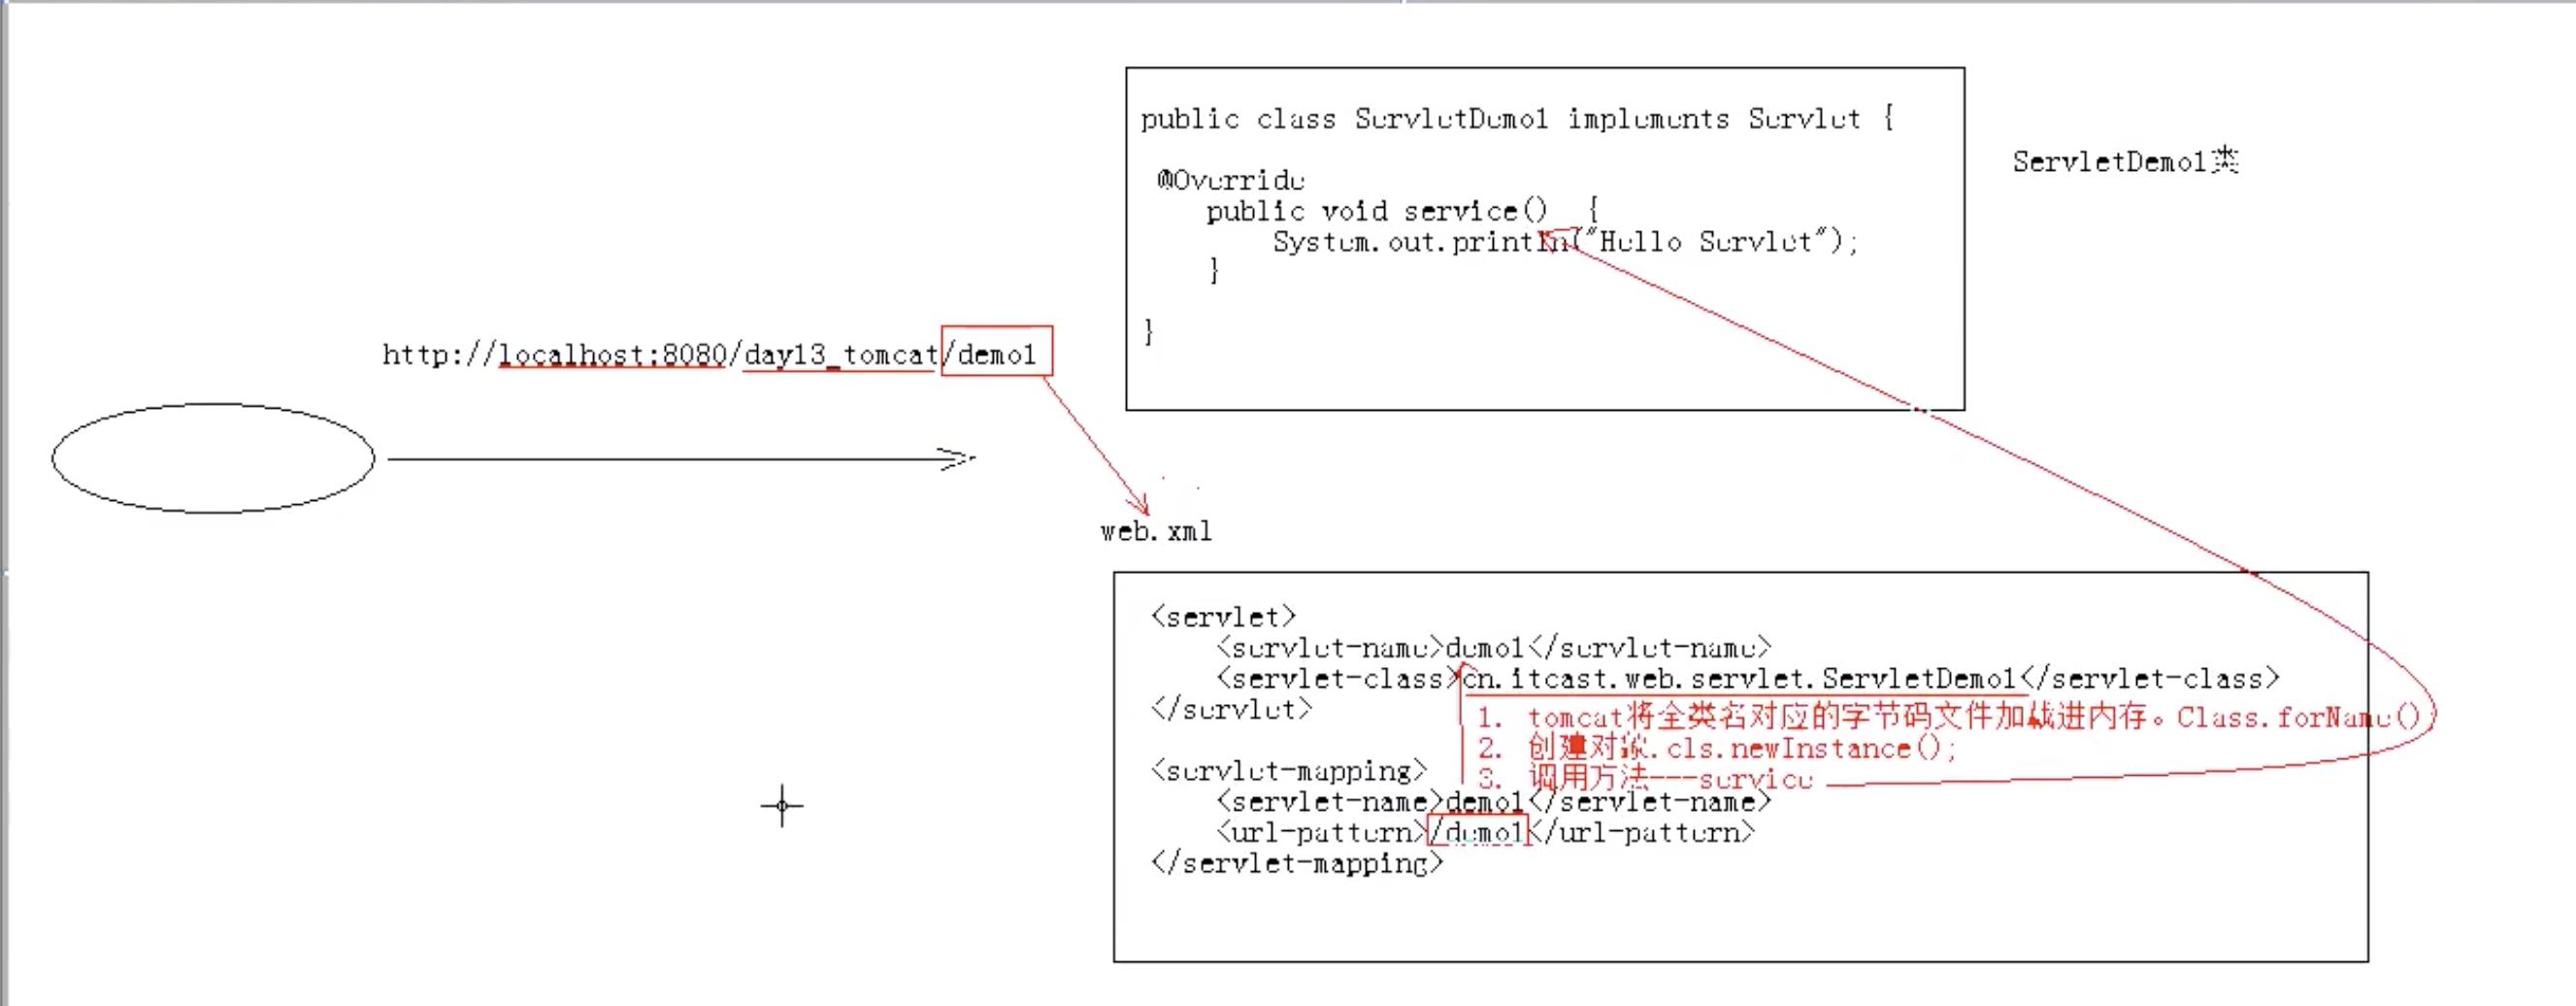 public class ServletDemo1 implements Servlet {
@Override
public void service() {
System.out.println("Hello Servlet");
}
}
ServletDemo1类
http://localhost:8080/day13_tomcat/demo1
web.xml
<servlet>
<servlet-name>demo1</servlet-name>
<servlet-class>cn.itcast.web.servlet.ServletDemo1</servlet-class>
</servlet>
1. tomcat将全类名对应的字节码文件加载进内存。Class.forName()
2. 创建对象.cls.newInstance();
3. 调用方法---service
<servlet-mapping>
<servlet-name>demo1</servlet-name>
<url-pattern>/demo1</url-pattern>
</servlet-mapping>